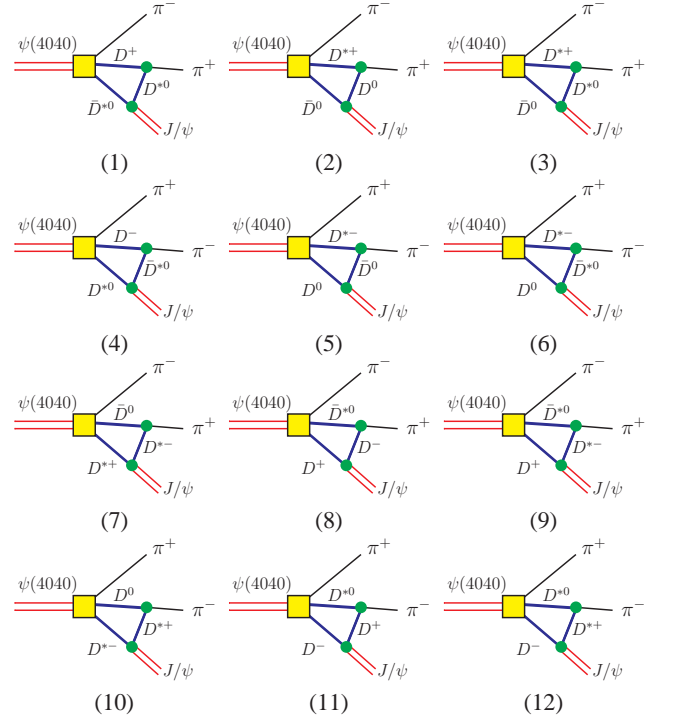 π⁻ π⁻ π⁻
ψ(4040) D⁺ ψ(4040) D*⁺ ψ(4040) D*⁺
π⁺ π⁺ π⁺
D*⁰ D⁰ D*⁰
D̄*⁰ D̄⁰ D̄⁰
J/ψ J/ψ J/ψ
(1) (2) (3)
π⁺ π⁺ π⁺
ψ(4040) D⁻ ψ(4040) D*⁻ ψ(4040) D*⁻
π⁻ π⁻ π⁻
D̄*⁰ D̄⁰ D̄*⁰
D*⁰ D⁰ D⁰
J/ψ J/ψ J/ψ
(4) (5) (6)
π⁻ π⁻ π⁻
ψ(4040) D̄⁰ ψ(4040) D̄*⁰ ψ(4040) D̄*⁰
π⁺ π⁺ π⁺
D*⁻ D⁻ D*⁻
D*⁺ D⁺ D⁺
J/ψ J/ψ J/ψ
(7) (8) (9)
π⁺ π⁺ π⁺
ψ(4040) D⁰ ψ(4040) D*⁰ ψ(4040) D*⁰
π⁻ π⁻ π⁻
D*⁺ D⁺ D*⁺
D*⁻ D⁻ D⁻
J/ψ J/ψ J/ψ
(10) (11) (12)